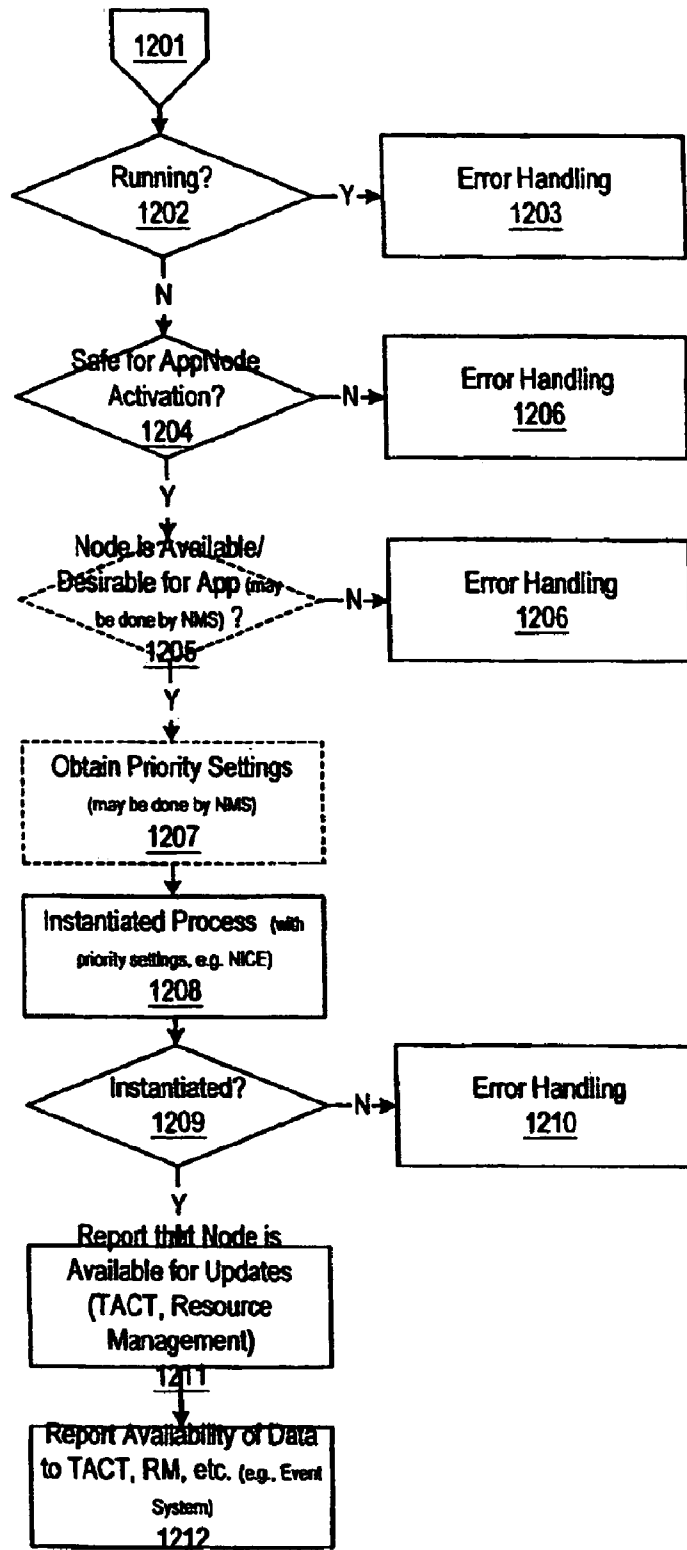 1201
Running?
1202
Y
Error Handling
1203
N
Safe for AppNode
Activation?
1204
N
Error Handling
1206
Y
Node is Available/
Desirable for App (may
be done by NMS) ?
1205
N
Error Handling
1206
Y
Obtain Priority Settings
(may be done by NMS)
1207
Instantiated Process (with
priority settings, e.g. NICE)
1208
Instantiated?
1209
N
Error Handling
1210
Y
Report that Node is
Available for Updates
(TACT, Resource
Management)
1211
Report Availability of Data
to TACT, RM, etc. (e.g., Event
System)
1212